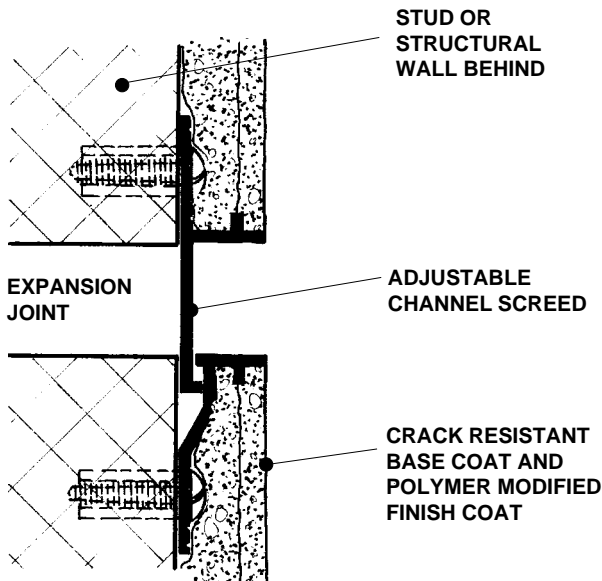 STUD OR
STRUCTURAL
WALL BEHIND
EXPANSION
JOINT
ADJUSTABLE
CHANNEL SCREED
CRACK RESISTANT
BASE COAT AND
POLYMER MODIFIED
FINISH COAT